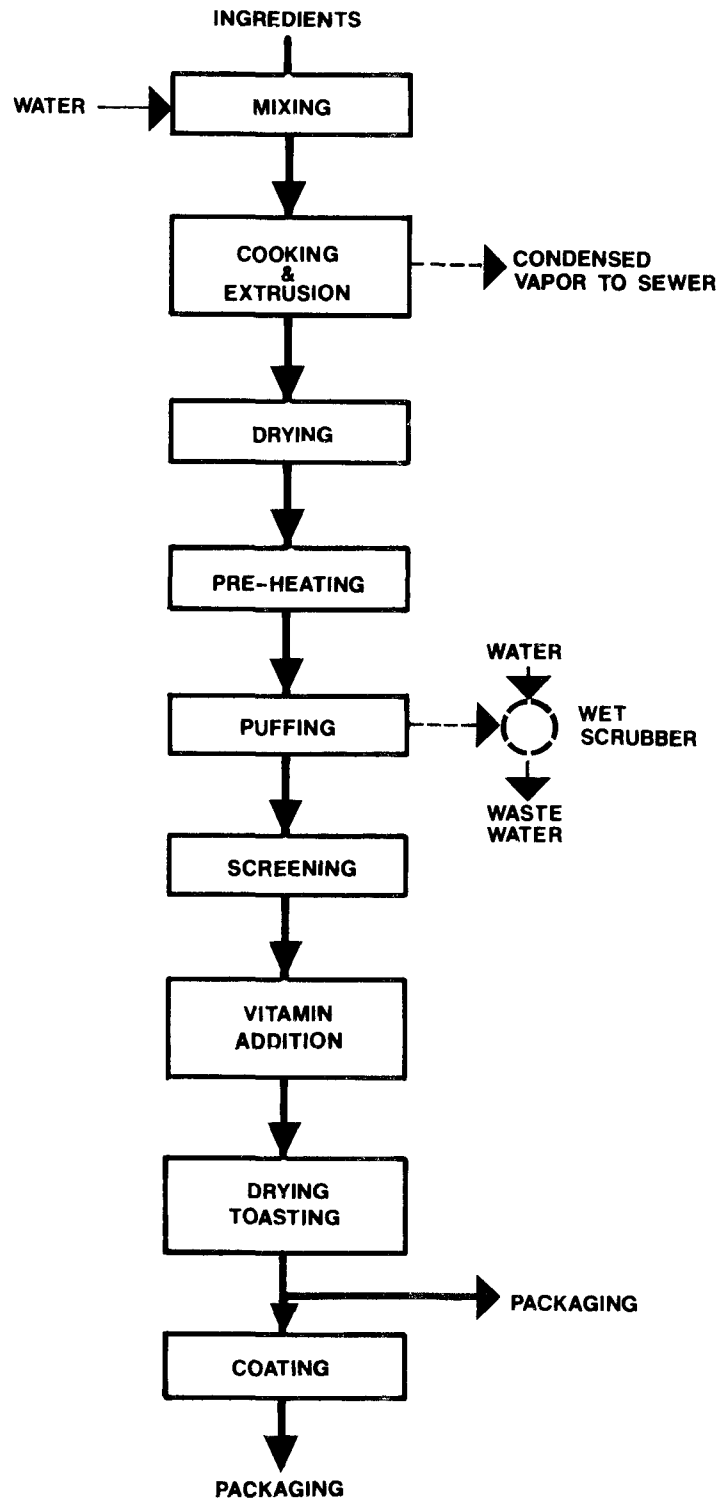 INGREDIENTS
WATER
MIXING
COOKING
&
EXTRUSION
CONDENSED
VAPOR TO SEWER
DRYING
PRE-HEATING
WATER
PUFFING
WET
SCRUBBER
WASTE
WATER
SCREENING
VITAMIN
ADDITION
DRYING
TOASTING
PACKAGING
COATING
PACKAGING